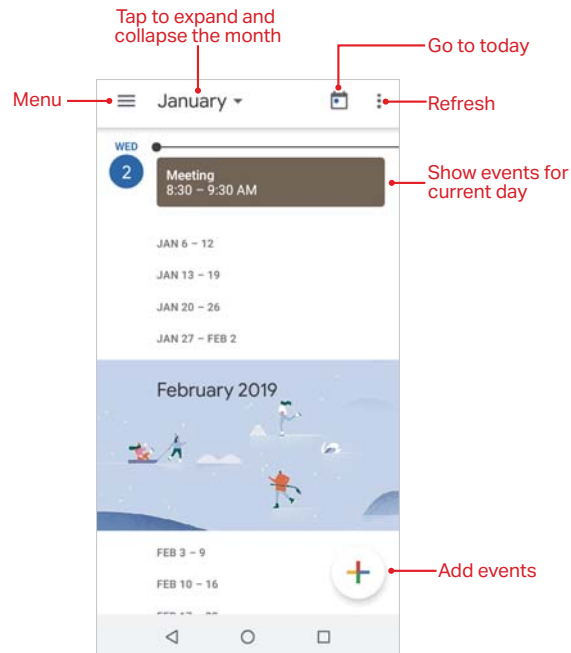 Tap to expand and
collapse the month
Go to today
Menu
January
Refresh
WED
2
Meeting
8:30 – 9:30 AM
Show events for
current day
JAN 6 – 12
JAN 13 – 19
JAN 20 – 26
JAN 27 – FEB 2
February 2019
FEB 3 – 9
Add events
FEB 10 – 16